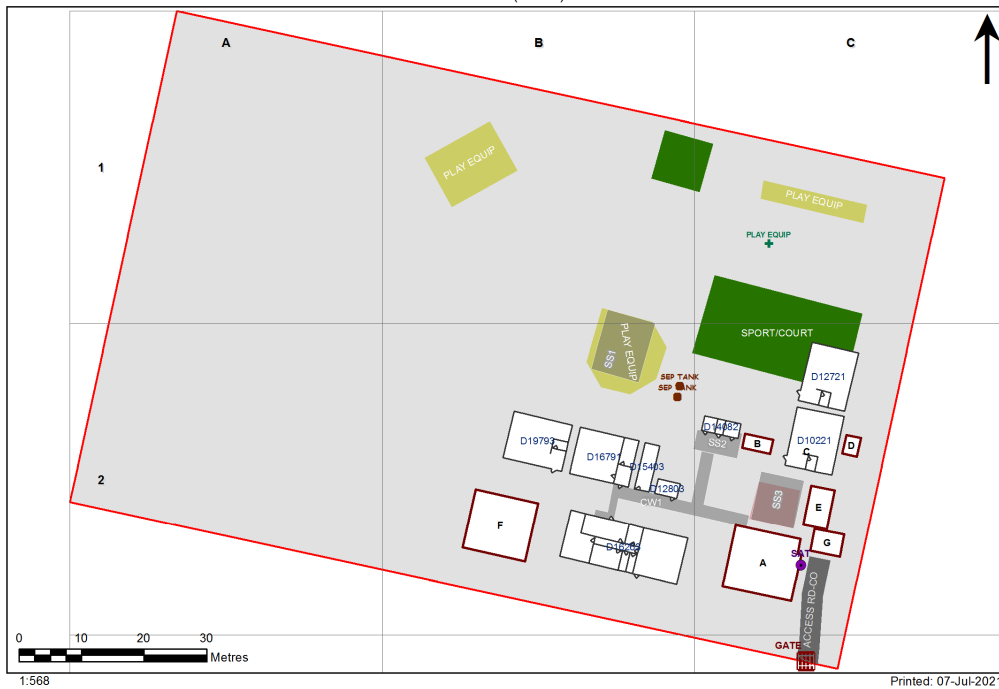 A
B
C
1
PLAY EQUIP
PLAY EQUIP
PLAY EQUIP
SPORT/COURT
SS1
PLAY EQUIP
SEP TANK
D12721
D14082
SS2
B
D10221
C
D
D19793
D16791
D15403
D12803
CW1
SS3
2
F
E
G
A
SAT
ACCESS RD-CO
GATE
0 10 20 30
Metres
1:568
Printed: 07-Jul-2021